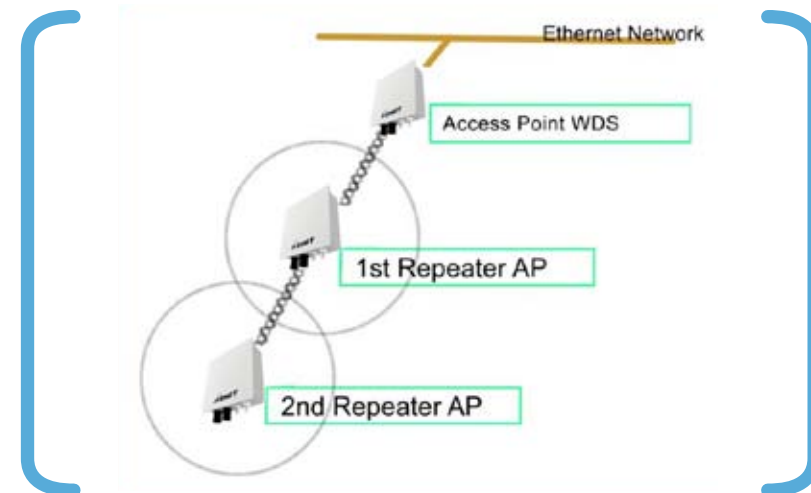 Ethernet Network
Access Point WDS
1st Repeater AP
2nd Repeater AP